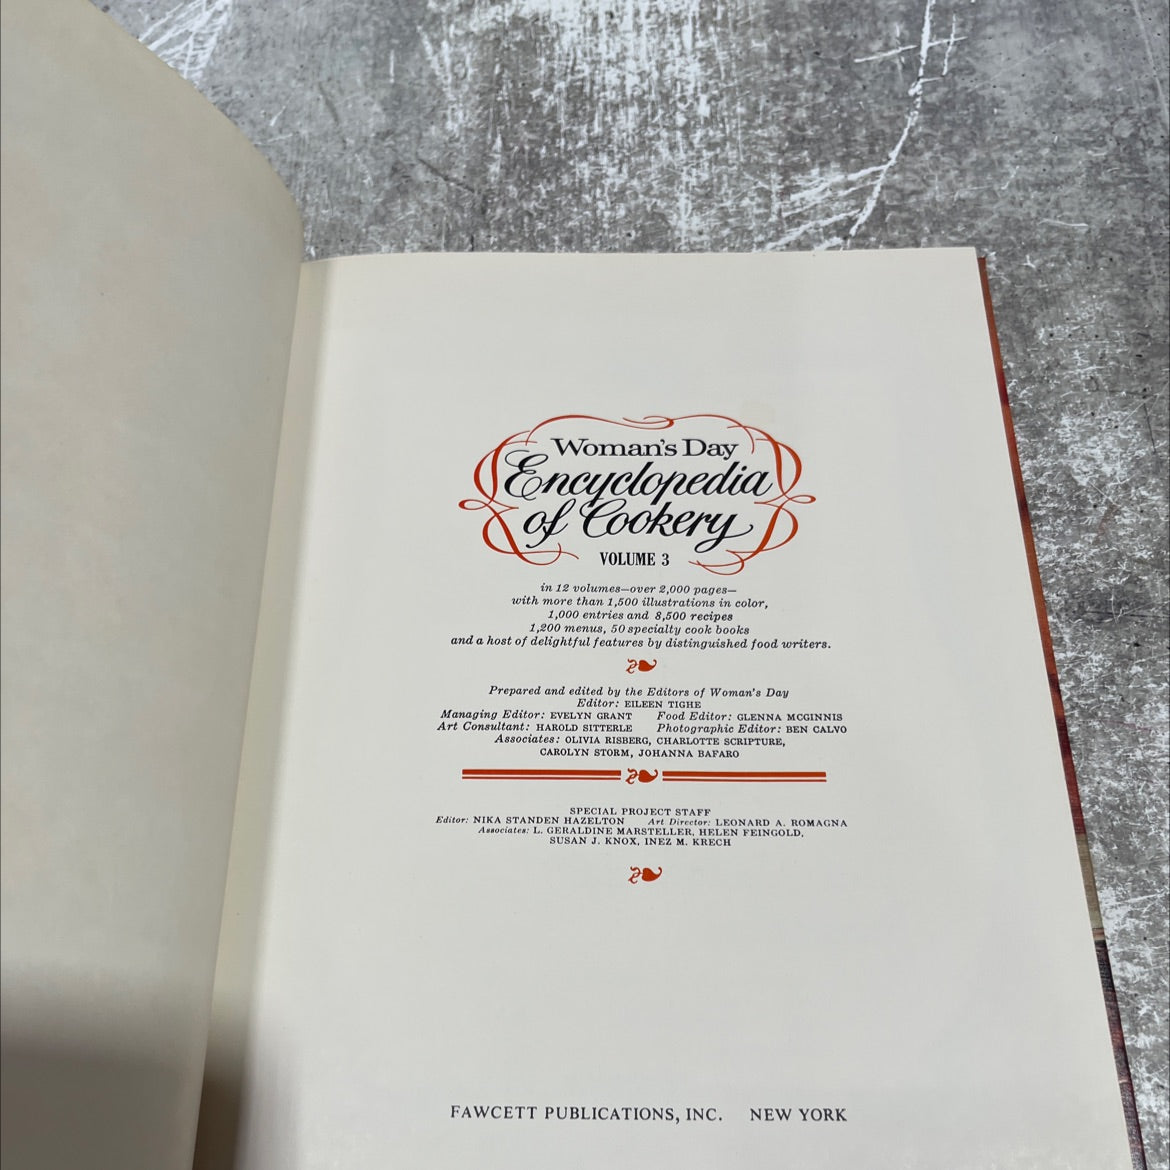 Woman's Day
Encyclopedia
of Cookery
VOLUME 3
in 12 volumes—over 2,000 pages—
with more than 1,500 illustrations in color,
1,000 entries and 8,500 recipes
1,200 menus, 50 specialty cook books
and a host of delightful features by distinguished food writers.
Prepared and edited by the Editors of Woman's Day
Editor: EILEEN TIGHE
Managing Editor: EVELYN GRANT Food Editor: GLENNA MCGINNIS
Art Consultant: HAROLD SITTERLE Photographic Editor: BEN CALVO
Associates: OLIVIA RISBERG, CHARLOTTE SCRIPTURE,
CAROLYN STORM, JOHANNA BAFARO
SPECIAL PROJECT STAFF
Editor: NIKA STANDEN HAZELTON Art Director: LEONARD A. ROMAGNA
Associates: L. GERALDINE MARSTELLER, HELEN FEINGOLD,
SUSAN J. KNOX, INEZ M. KRECH
FAWCETT PUBLICATIONS, INC. NEW YORK